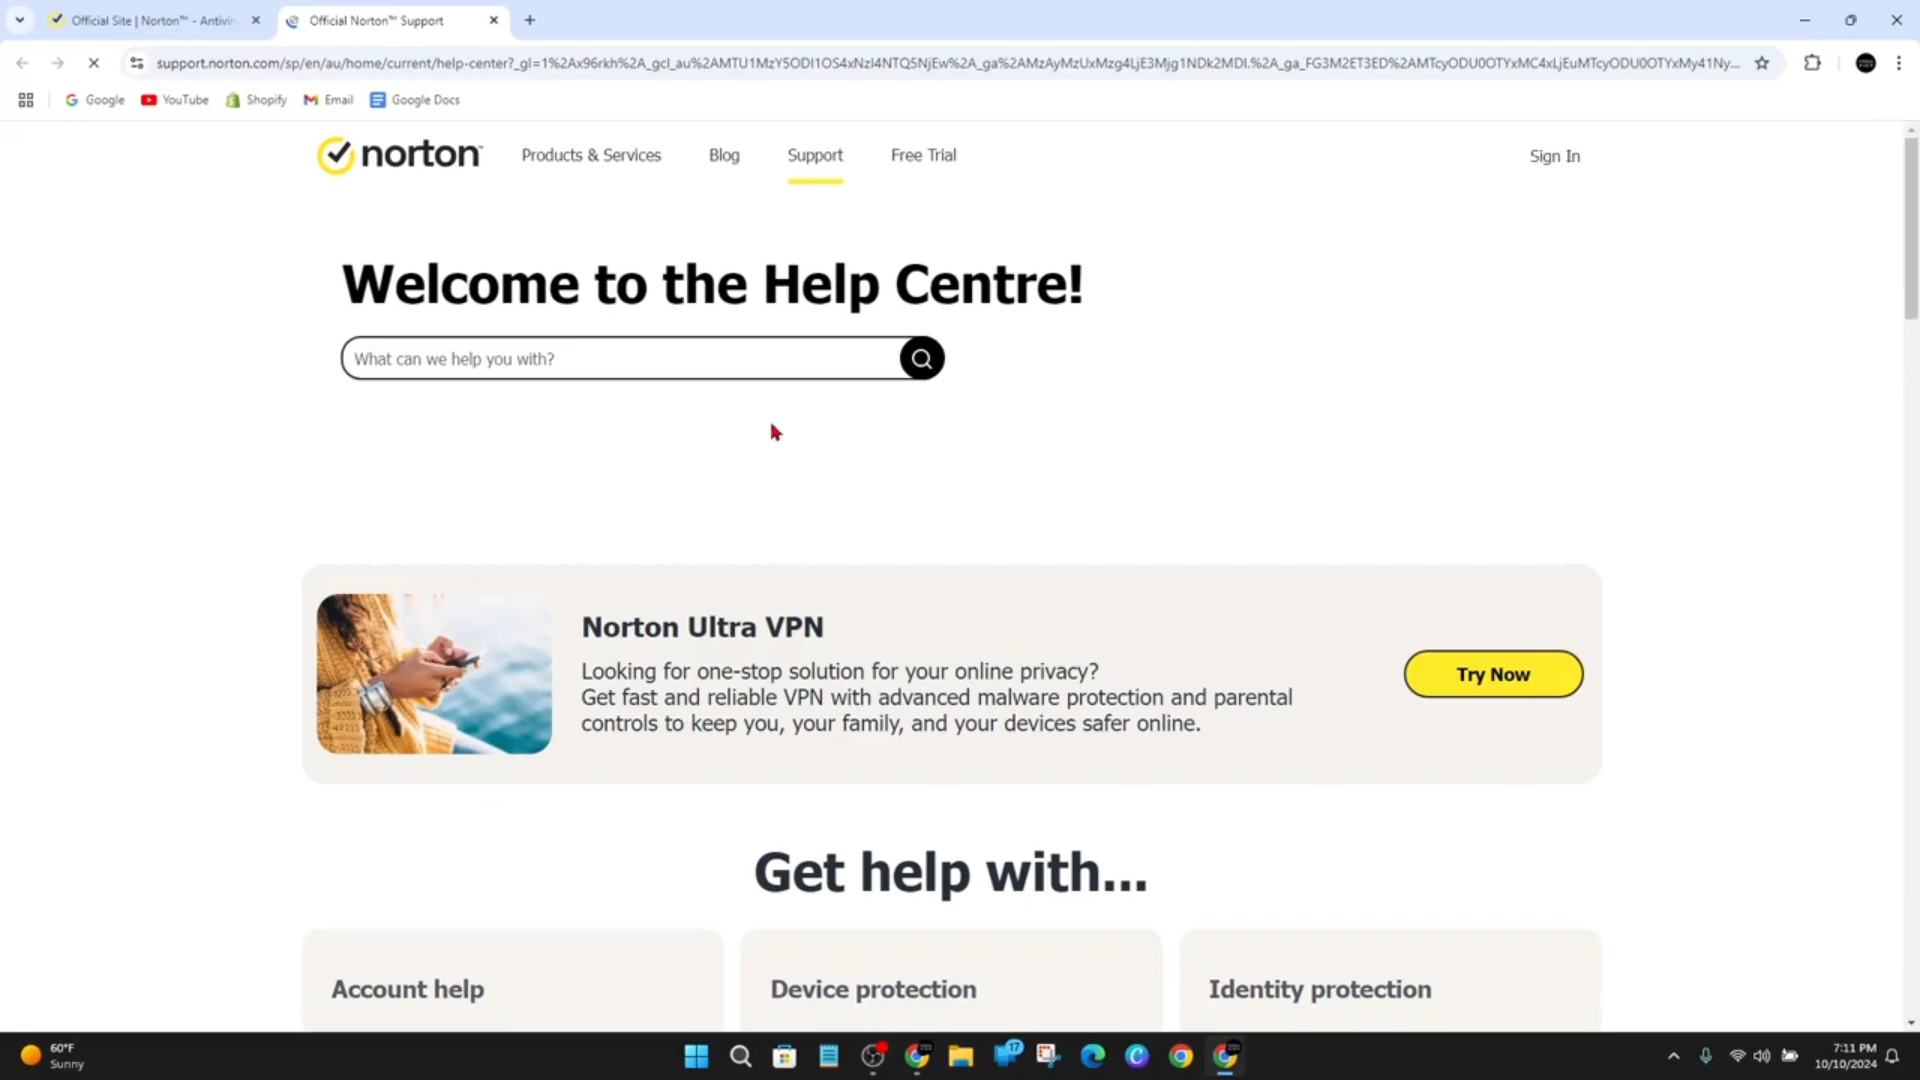 Official Site | Norton™ - Antivir
Official Norton™ Support
support.norton.com/sp/en/au/home/current/help-center?_gl=1%2Ax96rkh%2A_gcl_au%2AMTU1MzY5ODI1OS4xNzI4NTQ5NjEw%2A_ga%2AMzAyMzUxMzg4LjE3Mjg1NDk2MDI.%2A_ga_FG3M2ET3ED%2AMTcyODU0OTYxMC4xLjEuMTcyODU0OTYxMy41Ny...
Google
YouTube
Shopify
Email
Google Docs
norton™
Products & Services
Blog
Support
Free Trial
Sign In
Welcome to the Help Centre!
What can we help you with?
Norton Ultra VPN
Looking for one-stop solution for your online privacy?
Get fast and reliable VPN with advanced malware protection and parental
controls to keep you, your family, and your devices safer online.
Try Now
Get help with...
Account help
Device protection
Identity protection
60°F
Sunny
17
7:11 PM
10/10/2024